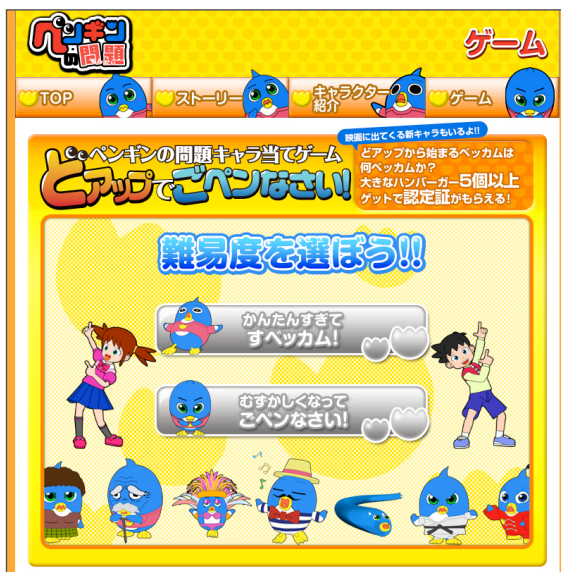 ペンギンの問題
ゲーム
TOP
ストーリー
キャラクター
紹介
ゲーム
映画に出てくる新キャラもいるよ!!
ペンギンの問題キャラ当てゲーム
どアップでごペンなさい!
どアップから始まるベッカムは
何ベッカムか?
大きなハンバーガー5個以上
ゲットで認定証がもらえる!
難易度を選ぼう!!
かんたんすぎて
すベッカム!
むずかしくなって
ごペンなさい!